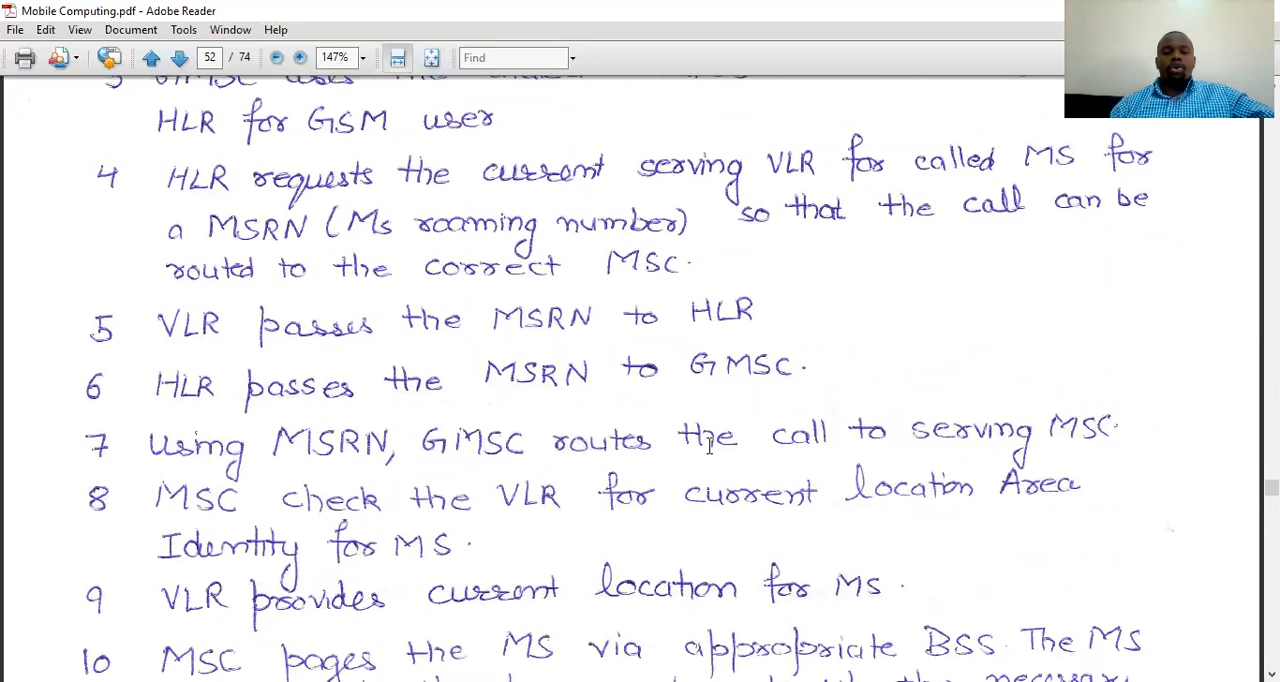 Mobile Computing.pdf - Adobe Reader
File Edit View Document Tools Window Help
52 / 74 147% Find
HLR for GSM user
4 HLR requests the current serving VLR for called MS for
a MSRN (Ms roaming number) so that the call can be
routed to the correct MSC.
5 VLR passes the MSRN to HLR
6 HLR passes the MSRN to GMSC.
7 Using MSRN, GMSC routes the call to serving MSC.
8 MSC check the VLR for current location Area
Identity for MS.
9 VLR provides current location for MS.
10 MSC pages the MS via appropriate BSS. The MS